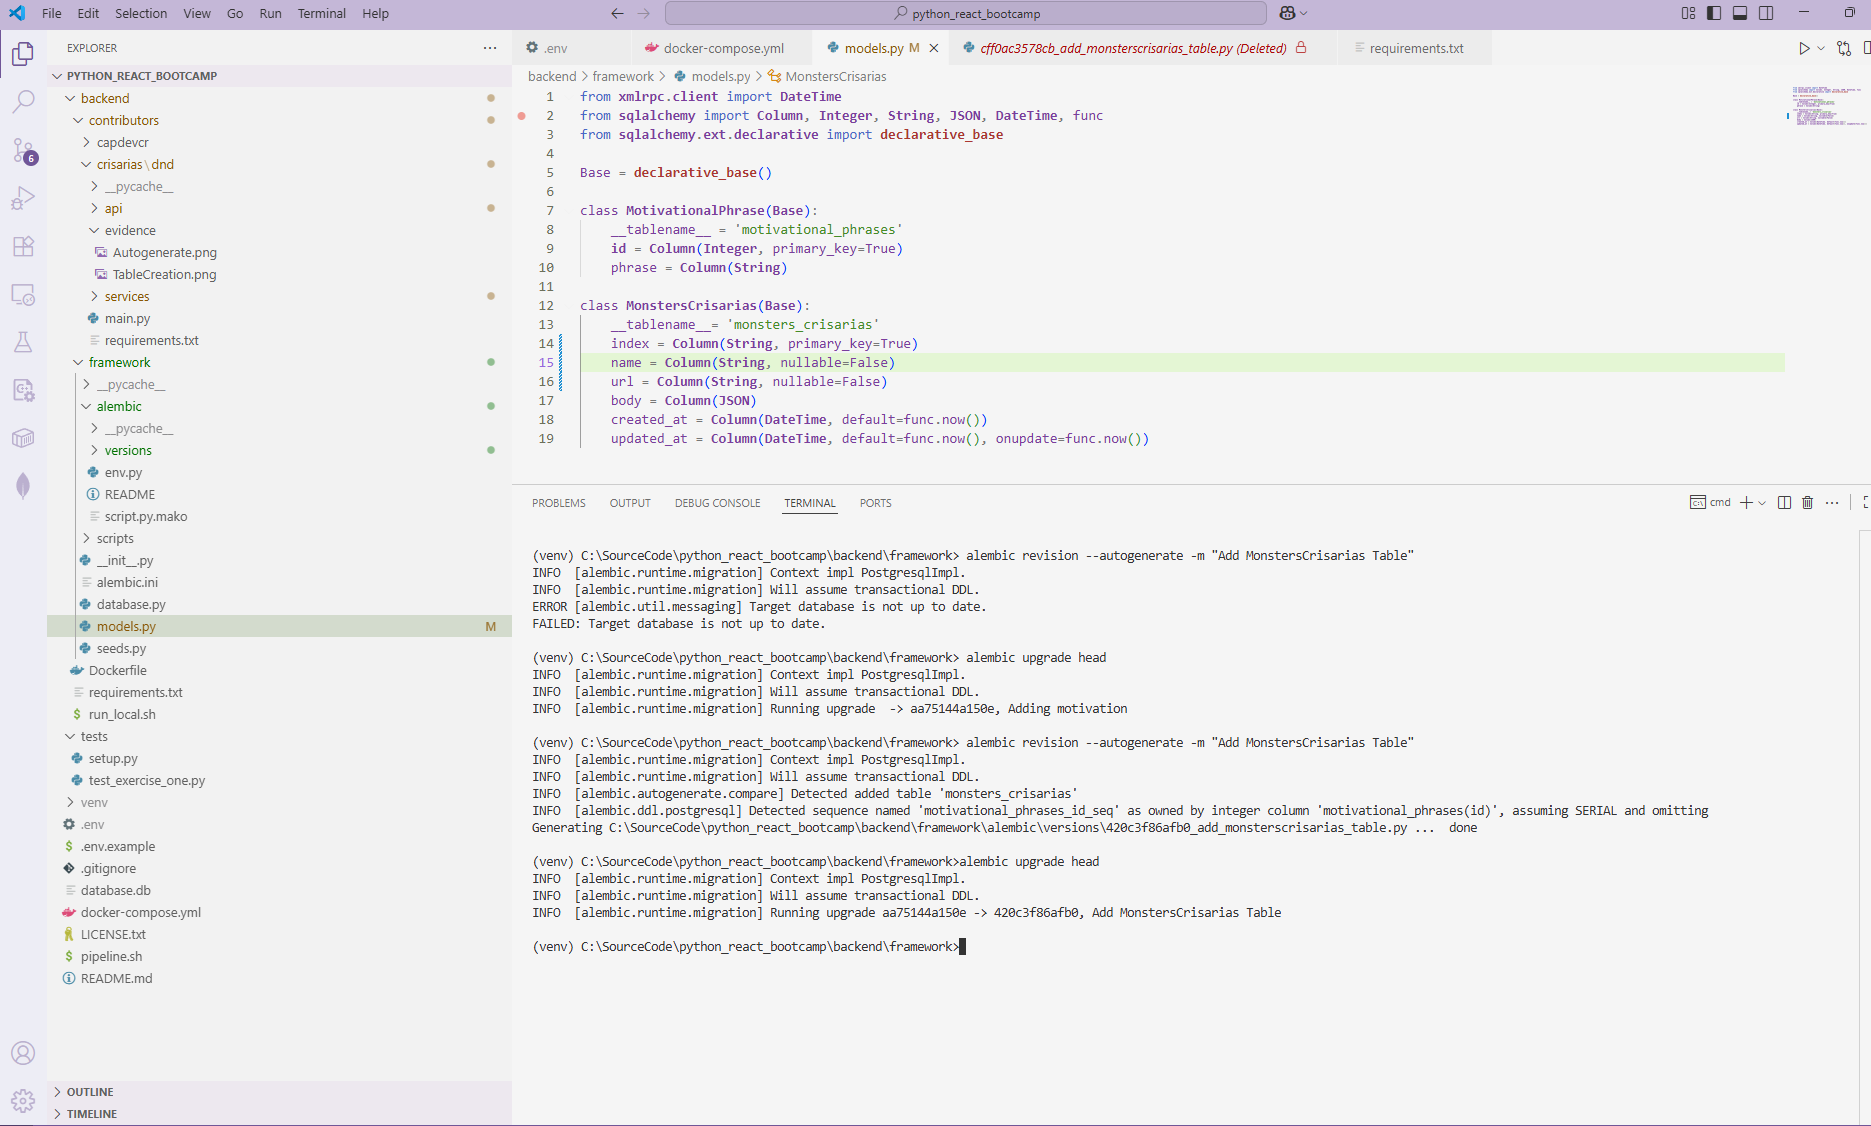 File Edit Selection View Go Run Terminal Help
python_react_bootcamp
EXPLORER
PYTHON_REACT_BOOTCAMP
backend
contributors
capdevcr
crisarias\dnd
__pycache__
api
evidence
Autogenerate.png
TableCreation.png
services
main.py
requirements.txt
framework
__pycache__
alembic
__pycache__
versions
env.py
README
script.py.mako
scripts
__init__.py
alembic.ini
database.py
models.py M
seeds.py
Dockerfile
requirements.txt
run_local.sh
tests
setup.py
test_exercise_one.py
venv
.env
.env.example
.gitignore
database.db
docker-compose.yml
LICENSE.txt
pipeline.sh
README.md
OUTLINE
TIMELINE
6
.env docker-compose.yml models.py M cff0ac3578cb_add_monsterscrisarias_table.py (Deleted) requirements.txt
backend > framework > models.py > MonstersCrisarias
1 from xmlrpc.client import DateTime
2 from sqlalchemy import Column, Integer, String, JSON, DateTime, func
3 from sqlalchemy.ext.declarative import declarative_base
4
5 Base = declarative_base()
6
7 class MotivationalPhrase(Base):
8 __tablename__ = 'motivational_phrases'
9 id = Column(Integer, primary_key=True)
10 phrase = Column(String)
11
12 class MonstersCrisarias(Base):
13 __tablename__= 'monsters_crisarias'
14 index = Column(String, primary_key=True)
15 name = Column(String, nullable=False)
16 url = Column(String, nullable=False)
17 body = Column(JSON)
18 created_at = Column(DateTime, default=func.now())
19 updated_at = Column(DateTime, default=func.now(), onupdate=func.now())
PROBLEMS OUTPUT DEBUG CONSOLE TERMINAL PORTS
cmd
(venv) C:\SourceCode\python_react_bootcamp\backend\framework> alembic revision --autogenerate -m "Add MonstersCrisarias Table"
INFO [alembic.runtime.migration] Context impl PostgresqlImpl.
INFO [alembic.runtime.migration] Will assume transactional DDL.
ERROR [alembic.util.messaging] Target database is not up to date.
FAILED: Target database is not up to date.
(venv) C:\SourceCode\python_react_bootcamp\backend\framework> alembic upgrade head
INFO [alembic.runtime.migration] Context impl PostgresqlImpl.
INFO [alembic.runtime.migration] Will assume transactional DDL.
INFO [alembic.runtime.migration] Running upgrade -> aa75144a150e, Adding motivation
(venv) C:\SourceCode\python_react_bootcamp\backend\framework> alembic revision --autogenerate -m "Add MonstersCrisarias Table"
INFO [alembic.runtime.migration] Context impl PostgresqlImpl.
INFO [alembic.runtime.migration] Will assume transactional DDL.
INFO [alembic.autogenerate.compare] Detected added table 'monsters_crisarias'
INFO [alembic.ddl.postgresql] Detected sequence named 'motivational_phrases_id_seq' as owned by integer column 'motivational_phrases(id)', assuming SERIAL and omitting
Generating C:\SourceCode\python_react_bootcamp\backend\framework\alembic\versions\420c3f86afb0_add_monsterscrisarias_table.py ... done
(venv) C:\SourceCode\python_react_bootcamp\backend\framework>alembic upgrade head
INFO [alembic.runtime.migration] Context impl PostgresqlImpl.
INFO [alembic.runtime.migration] Will assume transactional DDL.
INFO [alembic.runtime.migration] Running upgrade aa75144a150e -> 420c3f86afb0, Add MonstersCrisarias Table
(venv) C:\SourceCode\python_react_bootcamp\backend\framework>